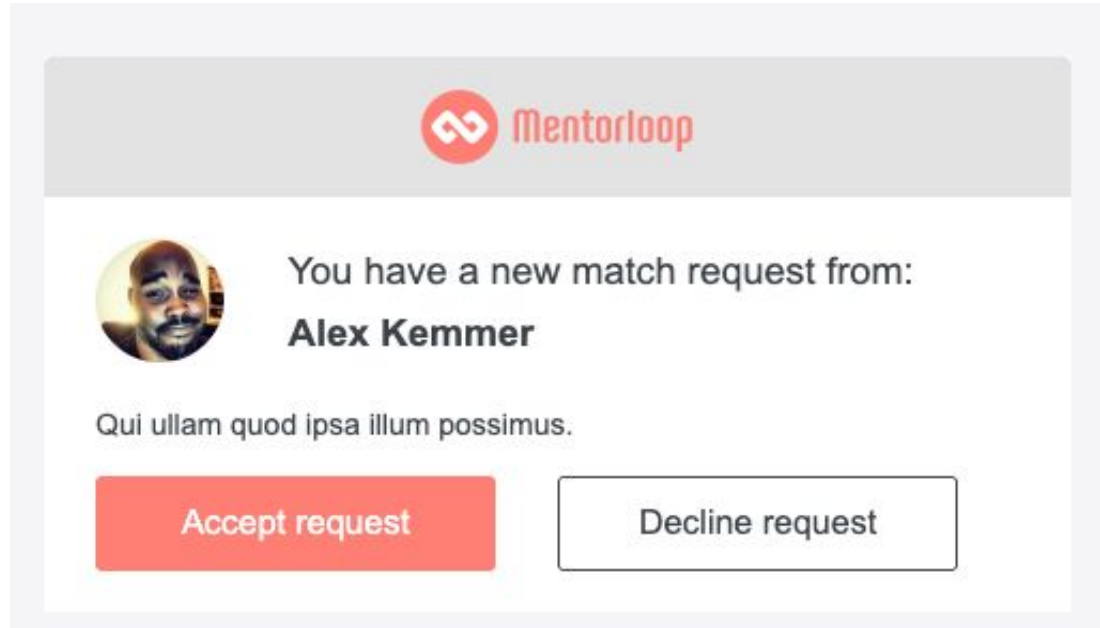 Mentorloop
You have a new match request from:
Alex Kemmer
Qui ullam quod ipsa illum possimus.
Accept request
Decline request